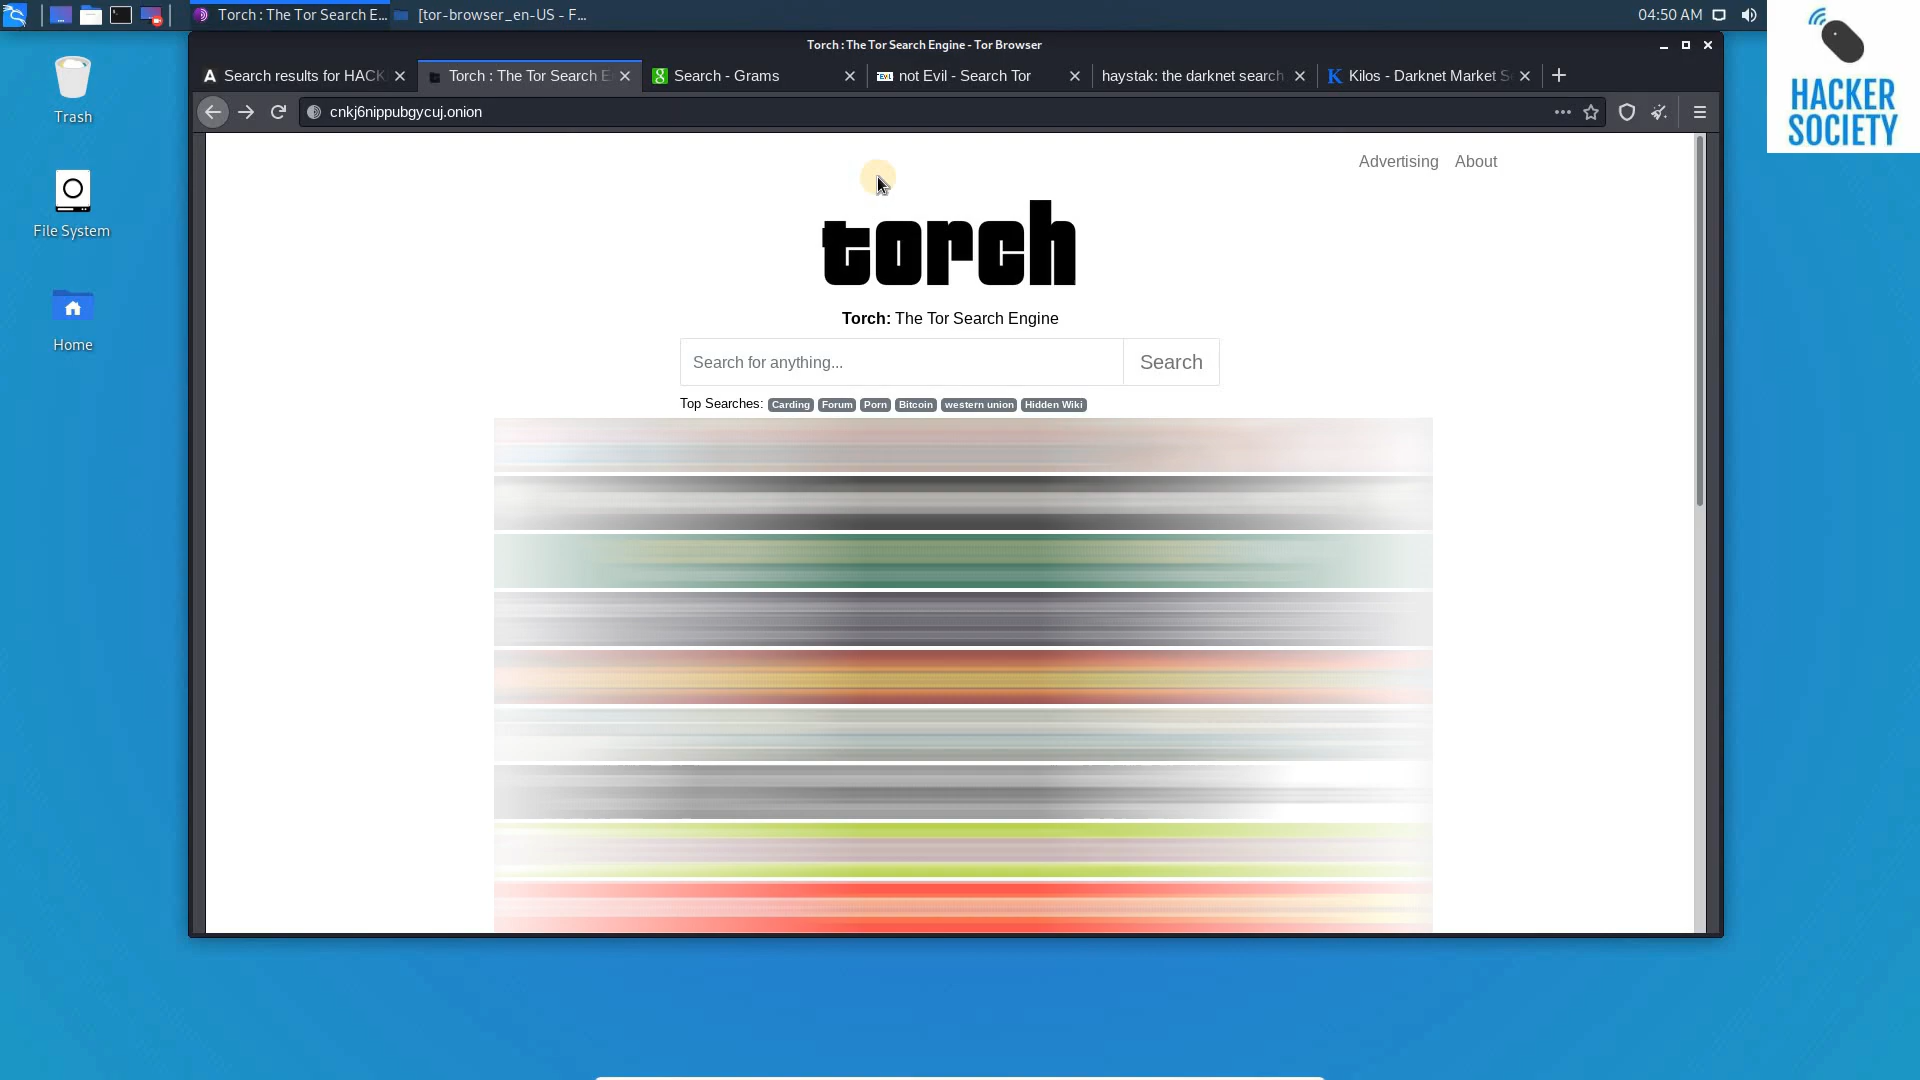 Torch : The Tor Search E...
[tor-browser_en-US - F...
04:50 AM
Torch : The Tor Search Engine - Tor Browser
Search results for HACK
Torch : The Tor Search E
Search - Grams
not Evil - Search Tor
haystak: the darknet search
Kilos - Darknet Market S
cnkj6nippubgycuj.onion
HACKER
SOCIETY
Trash
File System
Home
Advertising
About
torch
Torch: The Tor Search Engine
Search for anything...
Search
Top Searches: Carding Forum Porn Bitcoin western union Hidden Wiki